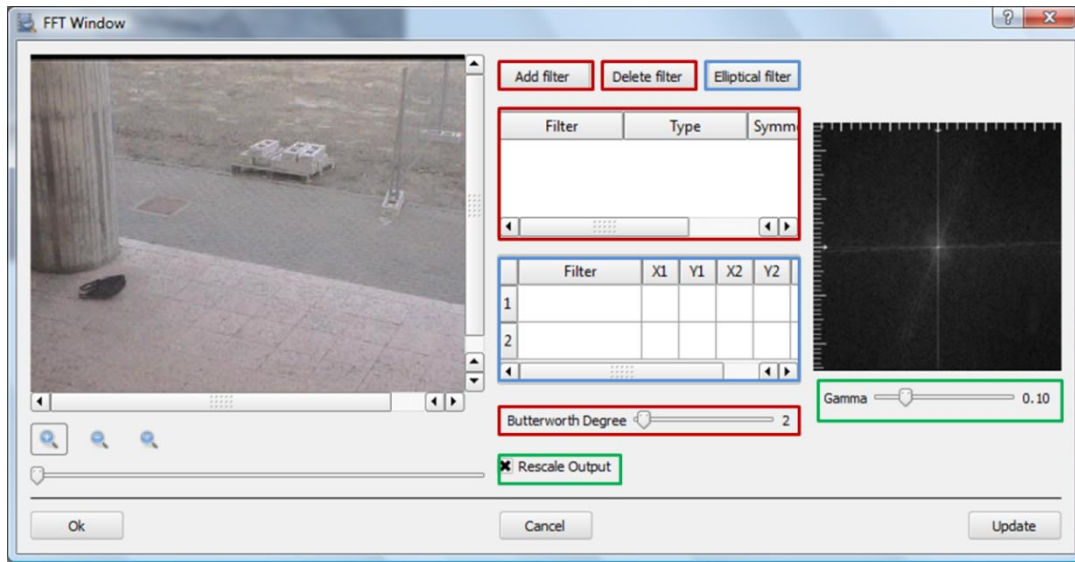 FFT Window
Add filter Delete filter Elliptical filter
Filter Type Symm
Filter X1 Y1 X2 Y2
1
2
Gamma 0.10
Butterworth Degree 2
Rescale Output
Ok Cancel Update